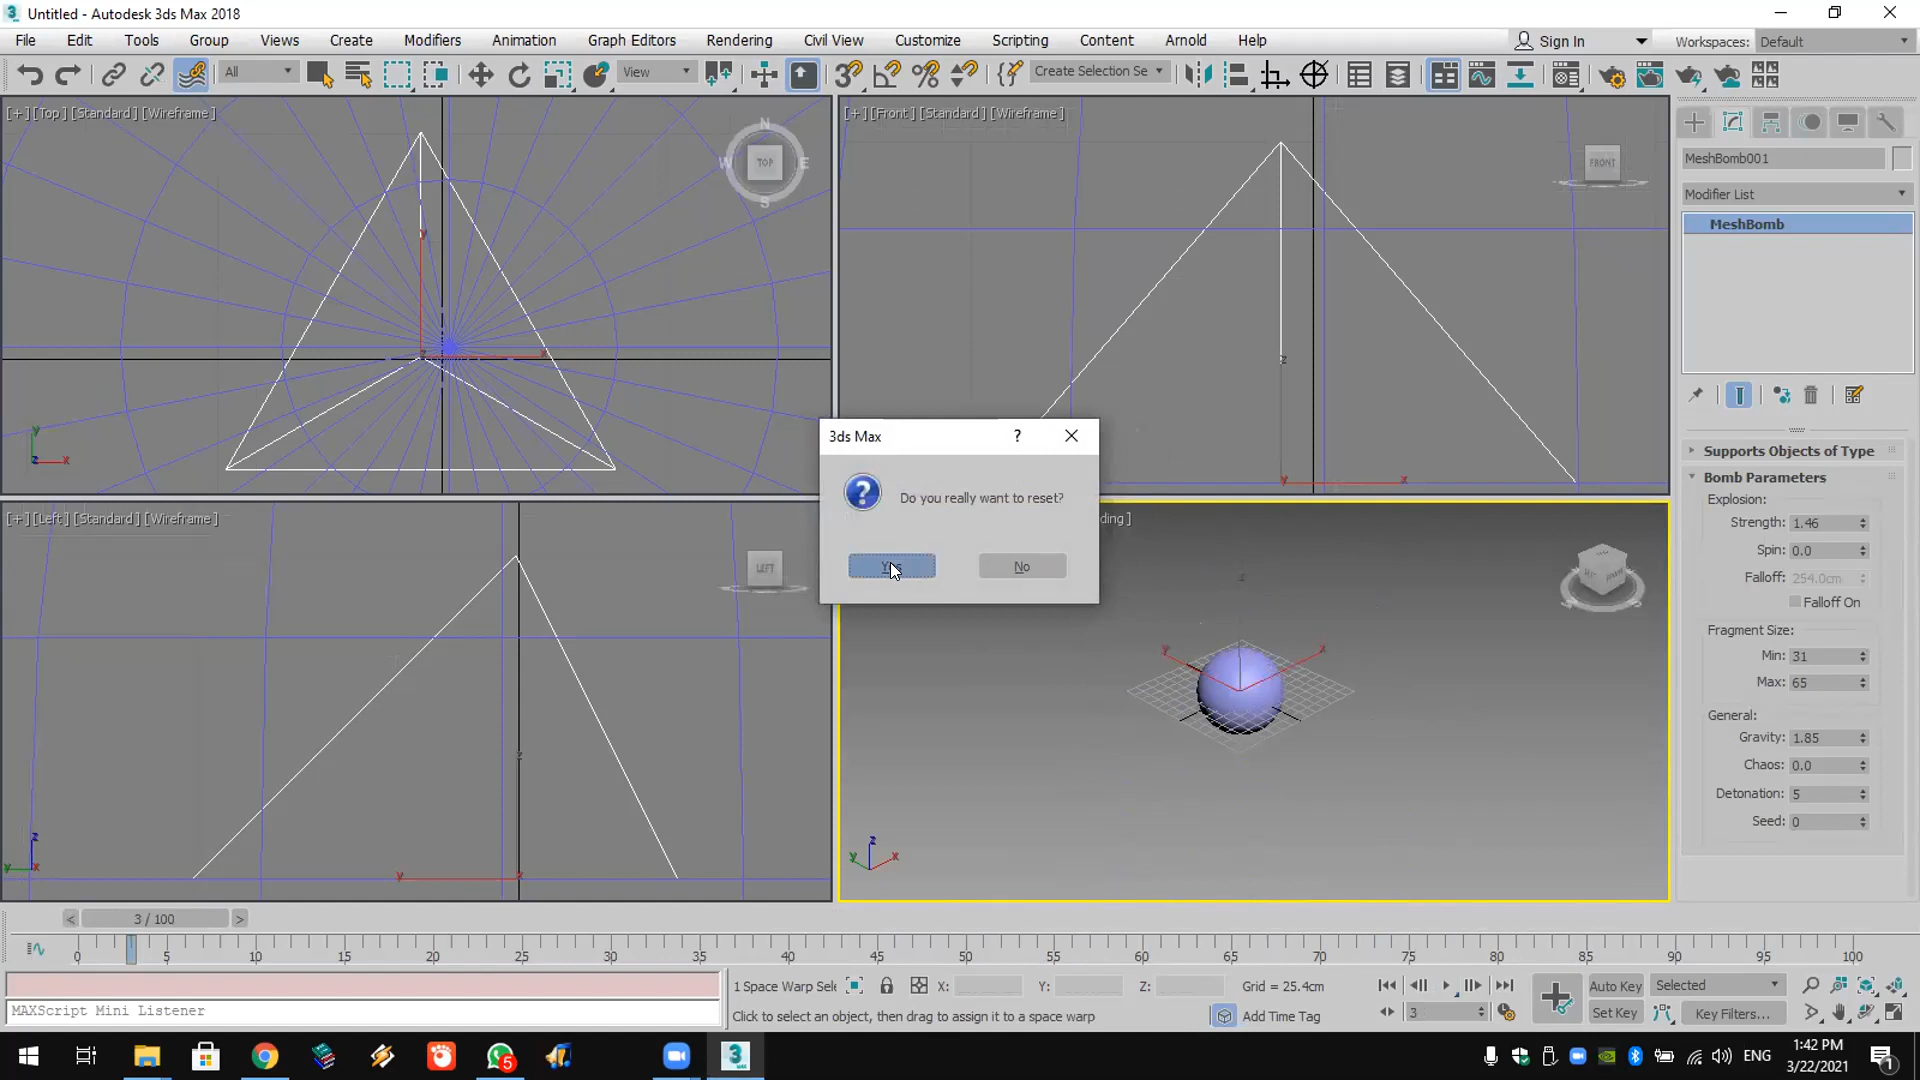 Untitled - Autodesk 3ds Max 2018
File Edit Tools Group Views Create Modifiers Animation Graph Editors Rendering Civil View Customize Scripting Content Arnold Help Sign In Workspaces: Default
All View Create Selection Se
[+][Top][Standard][Wireframe]
[+][Front][Standard][Wireframe]
N
W TOP E
S
FRONT
MeshBomb001
Modifier List
MeshBomb
3ds Max ?
Do you really want to reset?
Yes No
Supports Objects of Type
Bomb Parameters
Explosion:
Strength: 1.46
Spin: 0.0
Falloff: 254.0cm
Falloff On
Fragment Size:
Min: 31
Max: 65
General:
Gravity: 1.85
Chaos: 0.0
Detonation: 5
Seed: 0
[+][Left][Standard][Wireframe]
LEFT
ding]
< 3 / 100 >
0 5 10 15 20 25 30 35 40 45 50 55 60 65 70 75 80 85 90 95 100
1 Space Warp Sele X: Y: Z: Grid = 25.4cm
Auto Key Selected
MAXScript Mini Listener
Click to select an object, then drag to assign it to a space warp
Add Time Tag
3
Set Key Key Filters...
5
ENG
1:42 PM
3/22/2021
1